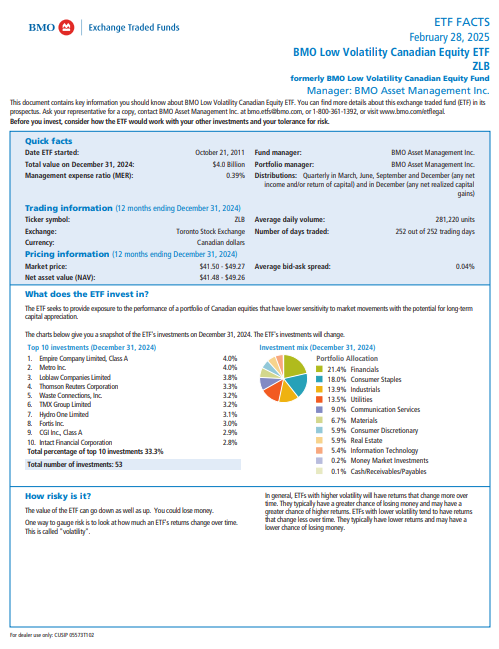 BMO Exchange Traded Funds
ETF FACTS
February 28, 2025
BMO Low Volatility Canadian Equity ETF
ZLB
formerly BMO Low Volatility Canadian Equity Fund
Manager: BMO Asset Management Inc.
This document contains key information you should know about BMO Low Volatility Canadian Equity ETF. You can find more details about this exchange traded fund (ETF) in its
prospectus. Ask your representative for a copy, contact BMO Asset Management Inc. at bmo.etfs@bmo.com, or 1-800-361-1392, or visit www.bmo.com/etflegal.
Before you invest, consider how the ETF would work with your other investments and your tolerance for risk.
Quick facts
Date ETF started: October 21, 2011
Total value on December 31, 2024: $4.0 Billion
Management expense ratio (MER): 0.39%
Fund manager: BMO Asset Management Inc.
Portfolio manager: BMO Asset Management Inc.
Distributions: Quarterly in March, June, September and December (any net
income and/or return of capital) and in December (any net realized capital
gains)
Trading information (12 months ending December 31, 2024)
Ticker symbol: ZLB
Exchange: Toronto Stock Exchange
Currency: Canadian dollars
Average daily volume: 281,220 units
Number of days traded: 252 out of 252 trading days
Pricing information (12 months ending December 31, 2024)
Market price: $41.50 - $49.27
Net asset value (NAV): $41.48 - $49.26
Average bid-ask spread: 0.04%
What does the ETF invest in?
The ETF seeks to provide exposure to the performance of a portfolio of Canadian equities that have lower sensitivity to market movements with the potential for long-term
capital appreciation.
The charts below give you a snapshot of the ETF's investments on December 31, 2024. The ETF's investments will change.
Top 10 investments (December 31, 2024)
1. Empire Company Limited, Class A 4.0%
2. Metro Inc. 4.0%
3. Loblaw Companies Limited 3.8%
4. Thomson Reuters Corporation 3.3%
5. Waste Connections, Inc. 3.2%
6. TMX Group Limited 3.2%
7. Hydro One Limited 3.1%
8. Fortis Inc. 3.0%
9. CGI Inc., Class A 2.9%
10. Intact Financial Corporation 2.8%
Total percentage of top 10 investments 33.3%
Total number of investments: 53
Investment mix (December 31, 2024)
Portfolio Allocation
21.4% Financials
18.0% Consumer Staples
13.9% Industrials
13.5% Utilities
9.0% Communication Services
6.7% Materials
5.9% Consumer Discretionary
5.9% Real Estate
5.4% Information Technology
0.2% Money Market Investments
0.1% Cash/Receivables/Payables
How risky is it?
The value of the ETF can go down as well as up. You could lose money.
One way to gauge risk is to look at how much an ETF's returns change over time.
This is called "volatility".
In general, ETFs with higher volatility will have returns that change more over
time. They typically have a greater chance of losing money and may have a
greater chance of higher returns. ETFs with lower volatility tend to have returns
that change less over time. They typically have lower returns and may have a
lower chance of losing money.
For dealer use only: CUSIP 05573T102